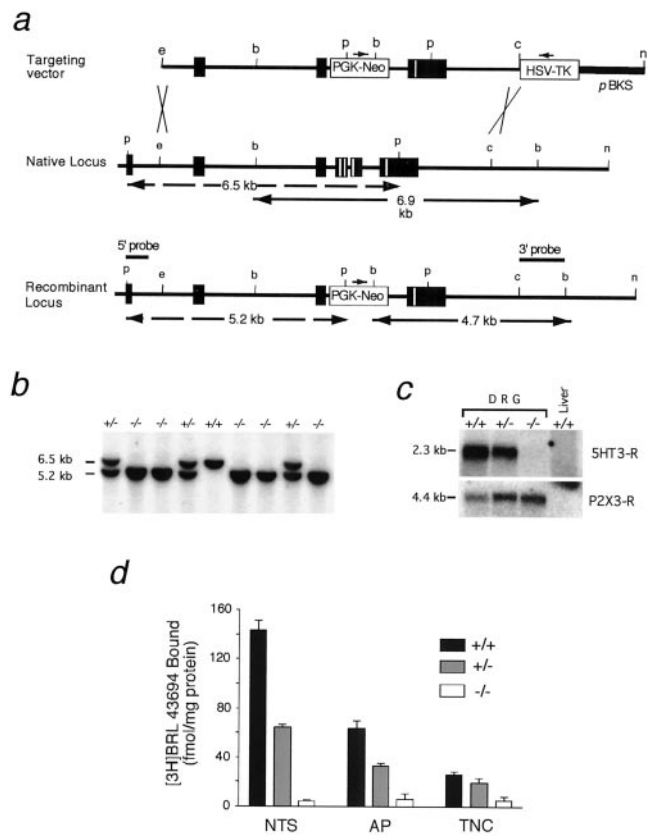 a
e b p b p c n
Targeting
vector
PGK-Neo
HSV-TK
pBKS
p e b p c b n
Native Locus
6.5 kb
6.9
kb
5' probe
3' probe
p e b p b p c b n
Recombinant
Locus
PGK-Neo
5.2 kb
4.7 kb
b
+/- -/- -/- +/- +/+ -/- -/- +/- -/-
6.5 kb
5.2 kb
c
DRG
Liver
+/+ +/- -/- +/+
2.3 kb
5HT3-R
4.4 kb
P2X3-R
d
[3H]BRL 43694 Bound
(fmol/mg protein)
160
120
80
40
0
+/+
+/-
-/-
NTS AP TNC